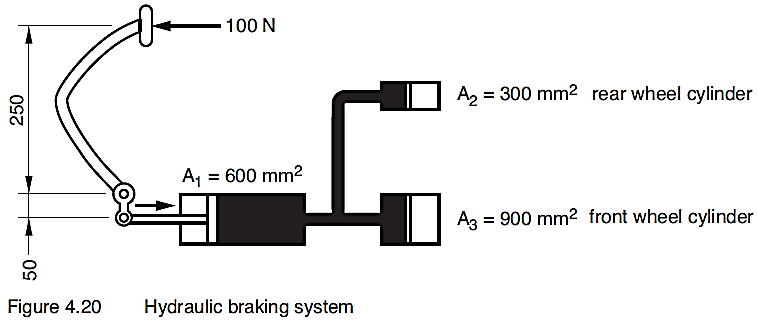 100 N
250
A2 = 300 mm2 rear wheel cylinder
A1 = 600 mm2
A3 = 900 mm2 front wheel cylinder
50
Figure 4.20 Hydraulic braking system